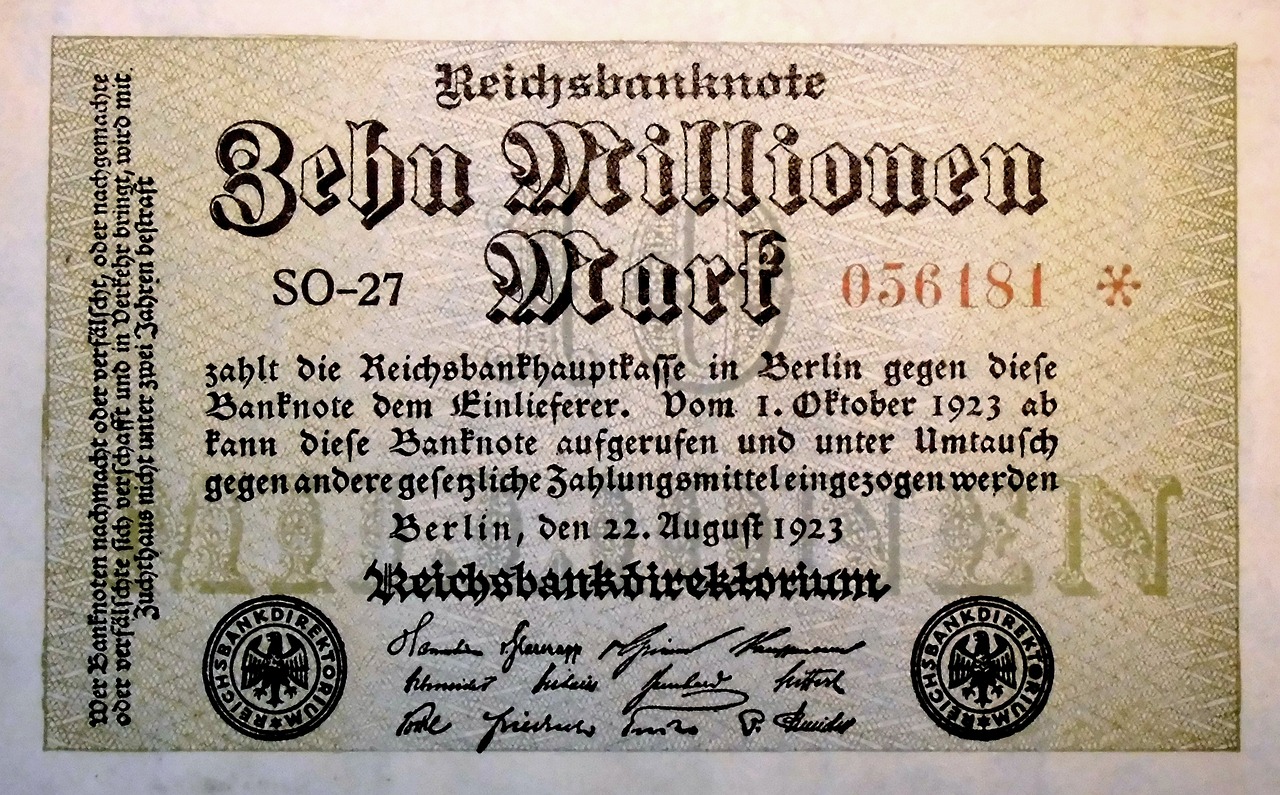 Reichsbanknote
Zehn Millionen
Mark
SO-27
056181 *
zahlt die Reichsbankhauptkasse in Berlin gegen diese
Banknote dem Einlieferer. Vom 1. Oktober 1923 ab
kann diese Banknote aufgerufen und unter Umtausch
gegen andere gesetzliche Zahlungsmittel eingezogen werden
Berlin, den 22. August 1923
Reichsbankdirektorium
REICHSBANKDIREKTORIUM
REICHSBANKDIREKTORIUM
Wer Banknoten nachmacht oder verfälscht, oder nachgemachte
oder verfälschte sich verschafft und in Verkehr bringt, wird mit
Zuchthaus nicht unter zwei Jahren bestraft
10